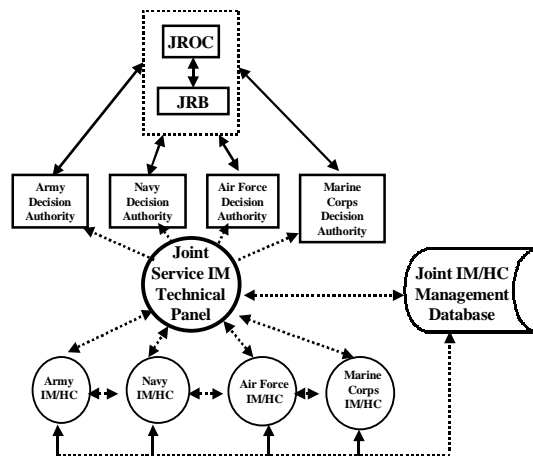 JROC
JRB
Army
Decision
Authority
Navy
Decision
Authority
Air Force
Decision
Authority
Marine
Corps
Decision
Authority
Joint
Service IM
Technical
Panel
Joint IM/HC
Management
Database
Army
IM/HC
Navy
IM/HC
Air Force
IM/HC
Marine
Corps
IM/HC